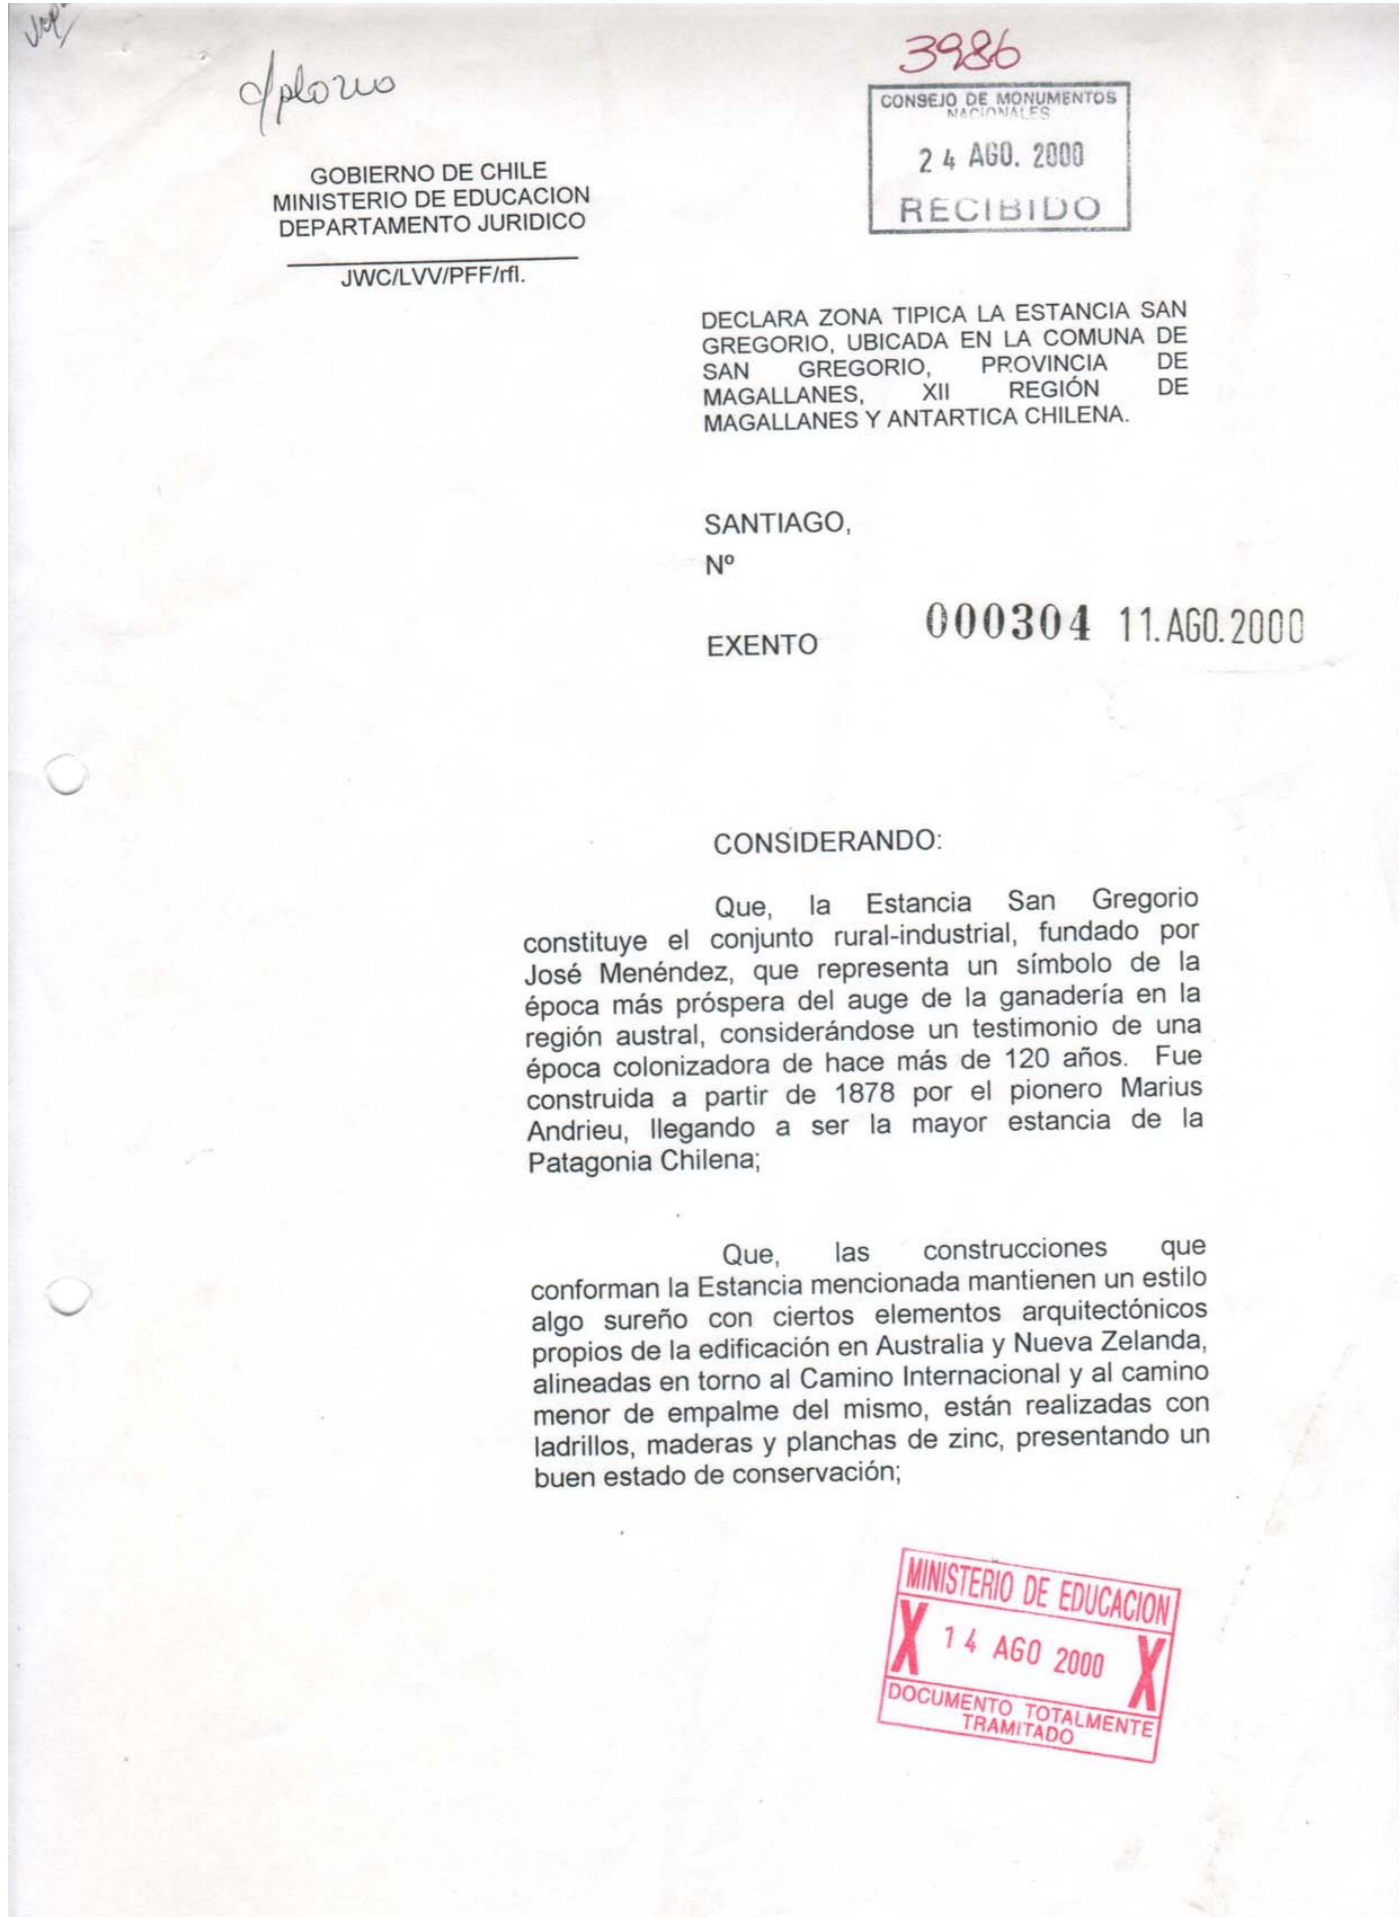 3986
CONSEJO DE MONUMENTOS
NACIONALES
24 AGO. 2000
RECIBIDO
GOBIERNO DE CHILE
MINISTERIO DE EDUCACION
DEPARTAMENTO JURIDICO
JWC/LVV/PFF/rfl.
DECLARA ZONA TIPICA LA ESTANCIA SAN
GREGORIO, UBICADA EN LA COMUNA DE
SAN GREGORIO, PROVINCIA DE
MAGALLANES, XII REGIÓN DE
MAGALLANES Y ANTARTICA CHILENA.
SANTIAGO,
Nº
EXENTO 000304 11.AGO.2000
CONSIDERANDO:
Que, la Estancia San Gregorio
constituye el conjunto rural-industrial, fundado por
José Menéndez, que representa un símbolo de la
época más próspera del auge de la ganadería en la
región austral, considerándose un testimonio de una
época colonizadora de hace más de 120 años. Fue
construida a partir de 1878 por el pionero Marius
Andrieu, llegando a ser la mayor estancia de la
Patagonia Chilena;
Que, las construcciones que
conforman la Estancia mencionada mantienen un estilo
algo sureño con ciertos elementos arquitectónicos
propios de la edificación en Australia y Nueva Zelanda,
alineadas en torno al Camino Internacional y al camino
menor de empalme del mismo, están realizadas con
ladrillos, maderas y planchas de zinc, presentando un
buen estado de conservación;
MINISTERIO DE EDUCACION
X 14 AGO 2000 X
DOCUMENTO TOTALMENTE
TRAMITADO